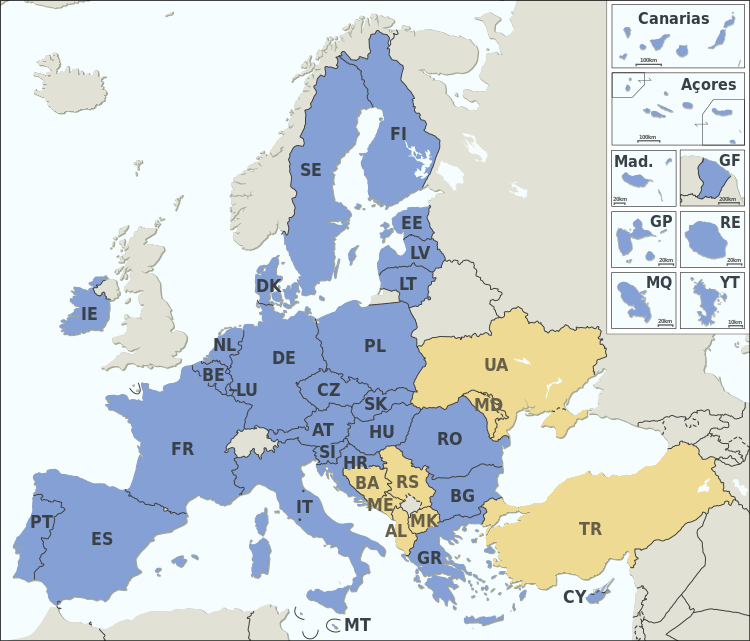 Canarias
100km
Açores
100km
Mad.
20km
GF
200km
GP
20km
RE
20km
MQ
20km
YT
10km
FI
SE
EE
LV
LT
DK
IE
NL
BE
LU
DE
PL
CZ
SK
AT
HU
SI
HR
FR
RO
UA
MD
BA
RS
ME
MK
AL
BG
IT
PT
ES
GR
TR
CY
MT